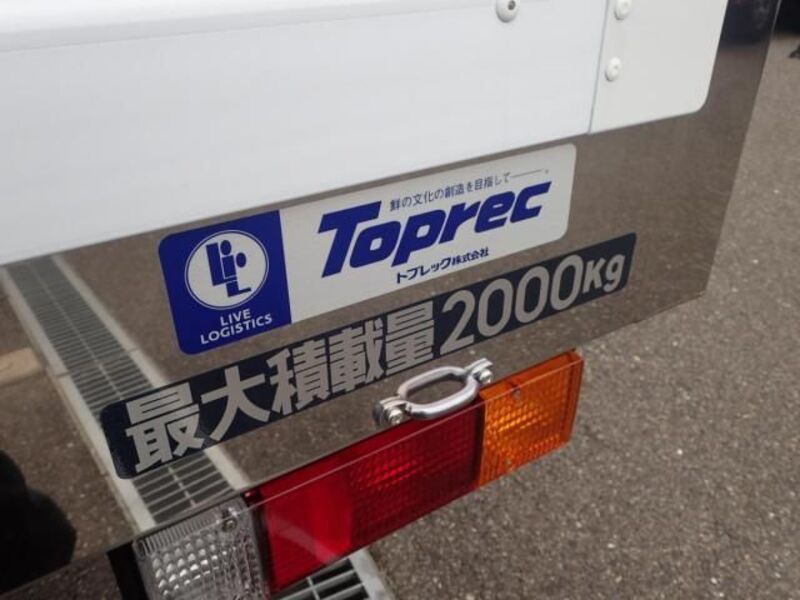 鮮の文化の創造を目指して――。
Toprec
トプレック株式会社
LIVE
LOGISTICS
最大積載量2000Kg